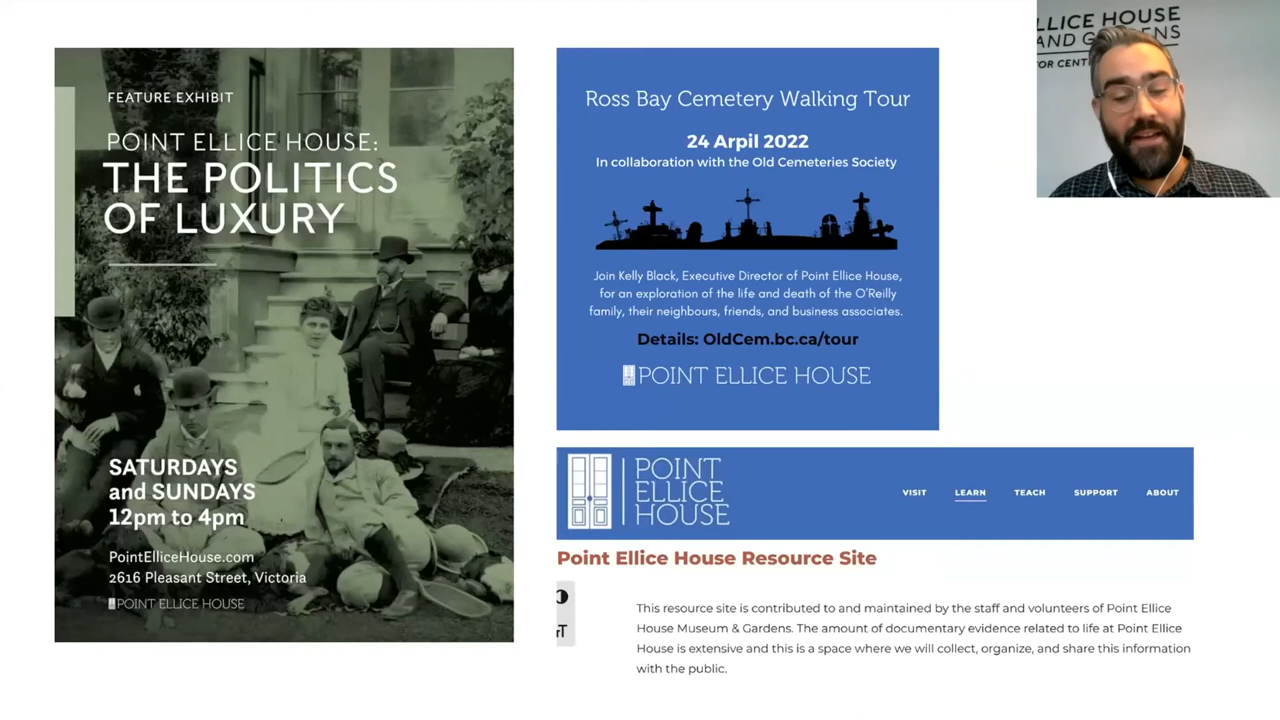 FEATURE EXHIBIT
POINT ELLICE HOUSE:
THE POLITICS
OF LUXURY
SATURDAYS
and SUNDAYS
12pm to 4pm
PointElliceHouse.com
2616 Pleasant Street, Victoria
POINT ELLICE HOUSE
Ross Bay Cemetery Walking Tour
24 Arpil 2022
In collaboration with the Old Cemeteries Society
Join Kelly Black, Executive Director of Point Ellice House,
for an exploration of the life and death of the O'Reilly
family, their neighbours, friends, and business associates.
Details: OldCem.bc.ca/tour
POINT ELLICE HOUSE
POINT
ELLICE
HOUSE
VISIT LEARN TEACH SUPPORT ABOUT
Point Ellice House Resource Site
This resource site is contributed to and maintained by the staff and volunteers of Point Ellice
House Museum & Gardens. The amount of documentary evidence related to life at Point Ellice
House is extensive and this is a space where we will collect, organize, and share this information
with the public.
LLICE HOUSE
AND GARDENS
TOR CENT